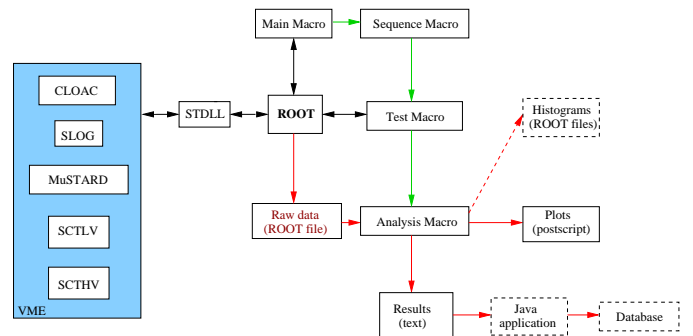 Main Macro
Sequence Macro
CLOAC
SLOG
MuSTARD
SCTLV
SCTHV
VME
STDLL
ROOT
Test Macro
Histograms
(ROOT files)
Raw data
(ROOT file)
Analysis Macro
Plots
(postscript)
Results
(text)
Java
application
Database